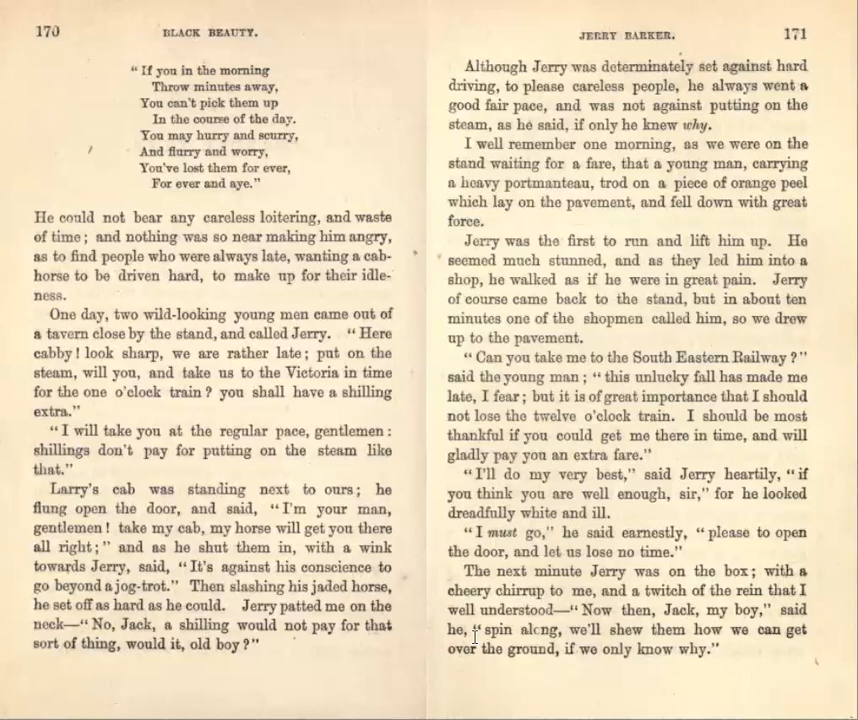 170
BLACK BEAUTY.
“ If you in the morning
Throw minutes away,
You can't pick them up
In the course of the day.
You may hurry and scurry,
And flurry and worry,
You've lost them for ever,
For ever and aye.”
He could not bear any careless loitering, and waste
of time ; and nothing was so near making him angry,
as to find people who were always late, wanting a cab-
horse to be driven hard, to make up for their idle-
ness.
One day, two wild-looking young men came out of
a tavern close by the stand, and called Jerry. “ Here
cabby ! look sharp, we are rather late ; put on the
steam, will you, and take us to the Victoria in time
for the one o'clock train ? you shall have a shilling
extra.”
“ I will take you at the regular pace, gentlemen :
shillings don't pay for putting on the steam like
that.”
Larry's cab was standing next to ours ; he
flung open the door, and said, “ I'm your man,
gentlemen ! take my cab, my horse will get you there
all right ; ” and as he shut them in, with a wink
towards Jerry, said, “ It's against his conscience to
go beyond a jog-trot.” Then slashing his jaded horse,
he set off as hard as he could. Jerry patted me on the
neck—“ No, Jack, a shilling would not pay for that
sort of thing, would it, old boy ? ”
JERRY BARKER.
171
Although Jerry was determinately set against hard
driving, to please careless people, he always went a
good fair pace, and was not against putting on the
steam, as he said, if only he knew why.
I well remember one morning, as we were on the
stand waiting for a fare, that a young man, carrying
a heavy portmanteau, trod on a piece of orange peel
which lay on the pavement, and fell down with great
force.
Jerry was the first to run and lift him up. He
seemed much stunned, and as they led him into a
shop, he walked as if he were in great pain. Jerry
of course came back to the stand, but in about ten
minutes one of the shopmen called him, so we drew
up to the pavement.
“ Can you take me to the South Eastern Railway ? ”
said the young man ; “ this unlucky fall has made me
late, I fear ; but it is of great importance that I should
not lose the twelve o'clock train. I should be most
thankful if you could get me there in time, and will
gladly pay you an extra fare.”
“ I'll do my very best,” said Jerry heartily, “ if
you think you are well enough, sir,” for he looked
dreadfully white and ill.
“ I must go,” he said earnestly, “ please to open
the door, and let us lose no time.”
The next minute Jerry was on the box ; with a
cheery chirrup to me, and a twitch of the rein that I
well understood—“ Now then, Jack, my boy,” said
he, “ spin along, we'll shew them how we can get
over the ground, if we only know why.”